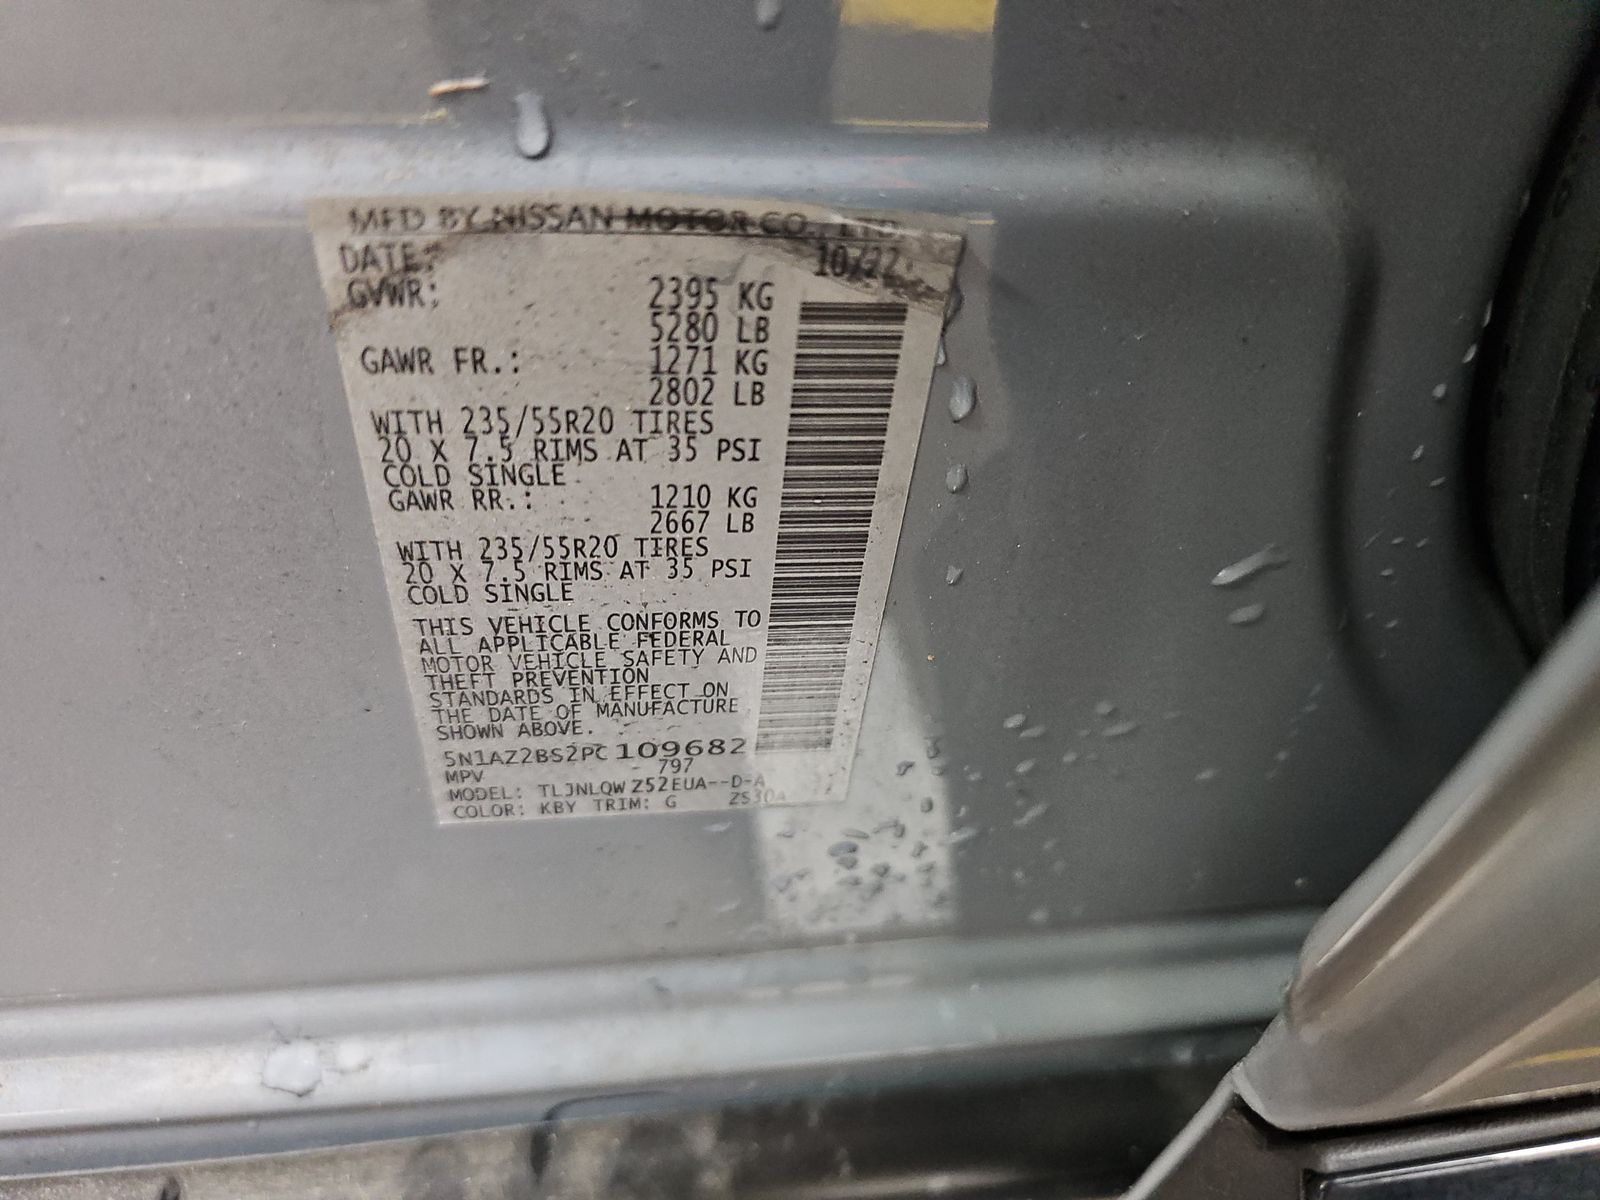 MFD BY NISSAN MOTOR CO., LTD.
DATE: 10/22
GVWR: 2395 KG
5280 LB
GAWR FR.: 1271 KG
2802 LB
WITH 235/55R20 TIRES
20 X 7.5 RIMS AT 35 PSI
COLD SINGLE
GAWR RR.: 1210 KG
2667 LB
WITH 235/55R20 TIRES
20 X 7.5 RIMS AT 35 PSI
COLD SINGLE
THIS VEHICLE CONFORMS TO
ALL APPLICABLE FEDERAL
MOTOR VEHICLE SAFETY AND
THEFT PREVENTION
STANDARDS IN EFFECT ON
THE DATE OF MANUFACTURE
SHOWN ABOVE.
5N1AZ2BS2PC109682
MPV 797
MODEL: TLJNLQW Z52EUA--D-A
COLOR: KBY TRIM: G ZS30A